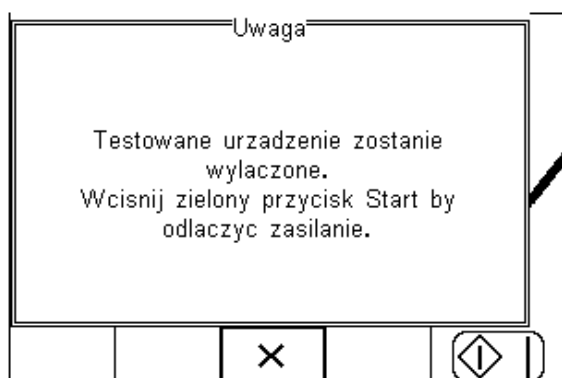 Uwaga
Testowane urzadzenie zostanie
wylaczone.
Wcisnij zielony przycisk Start by
odlaczyc zasilanie.